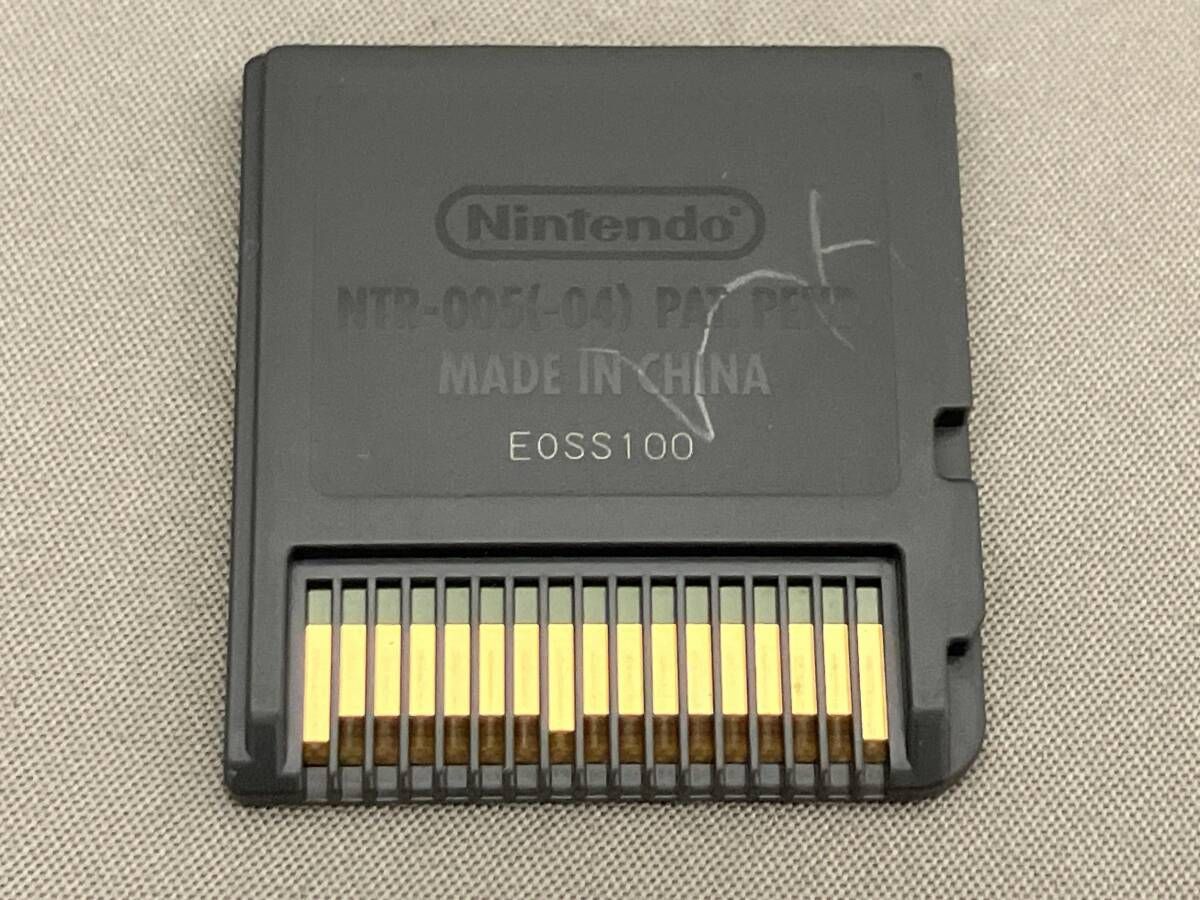 Nintendo
NTR-005(-04) PAT. PEND.
MADE IN CHINA
E0SS100